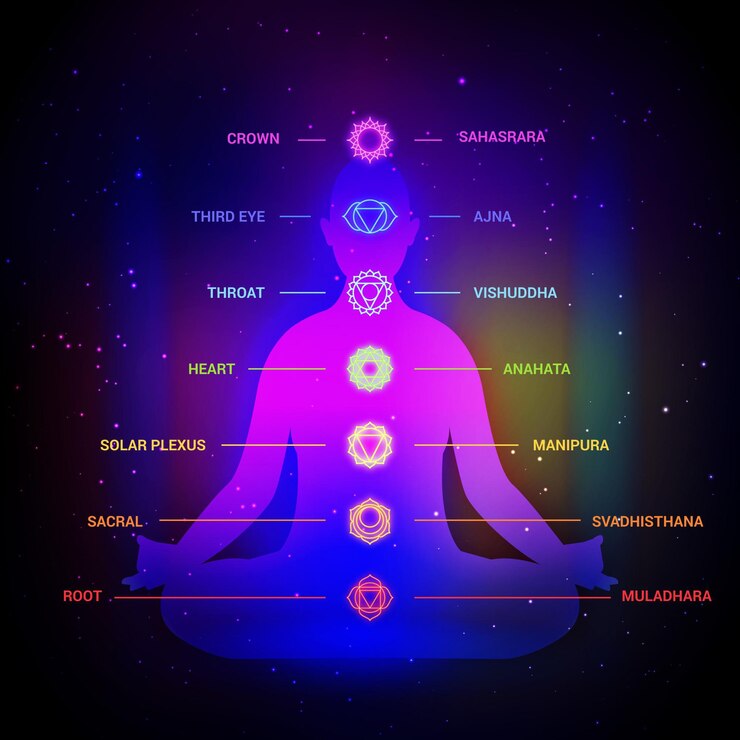 CROWN SAHASRARA
THIRD EYE AJNA
THROAT VISHUDDHA
HEART ANAHATA
SOLAR PLEXUS MANIPURA
SACRAL SVADHISTHANA
ROOT MULADHARA